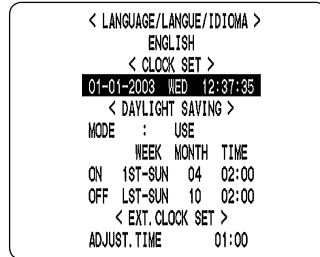 < LANGUAGE/LANGUE/IDIOMA >
ENGLISH
< CLOCK SET >
01-01-2003 WED 12:37:35
< DAYLIGHT SAVING >
MODE : USE
WEEK MONTH TIME
ON 1ST-SUN 04 02:00
OFF LST-SUN 10 02:00
< EXT.CLOCK SET >
ADJUST.TIME 01:00